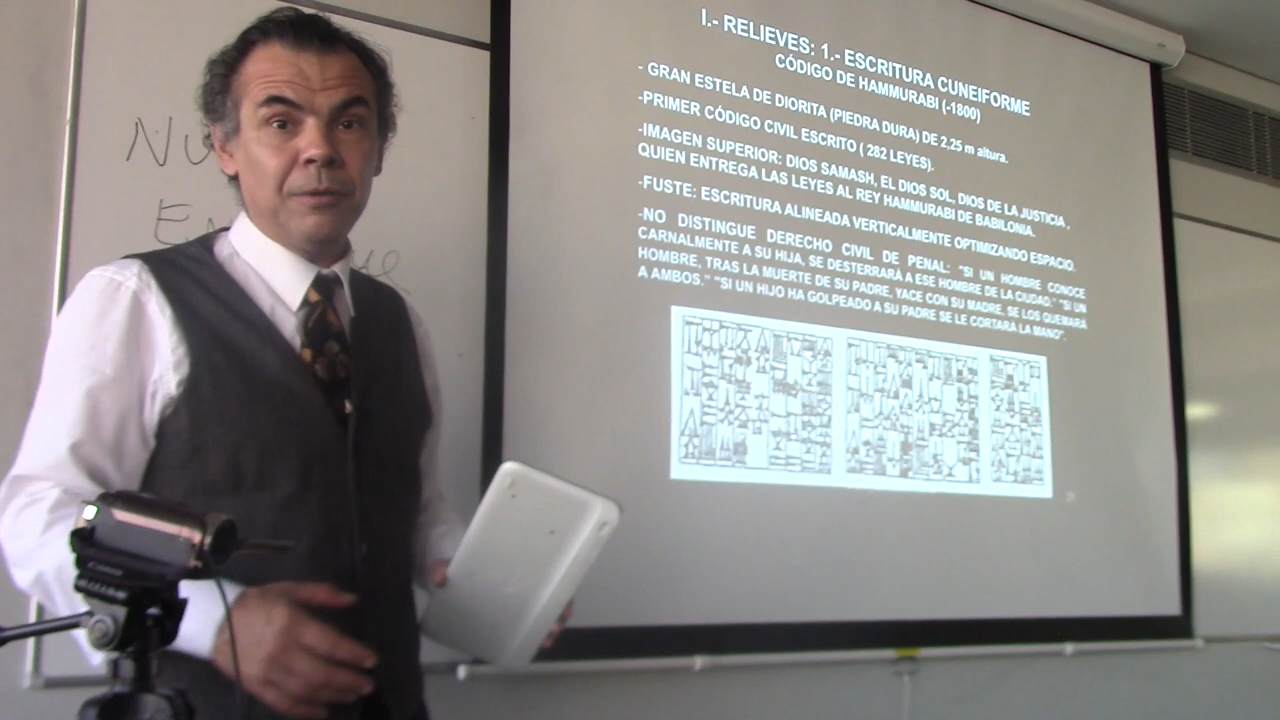 I.- RELIEVES: 1.- ESCRITURA CUNEIFORME
CÓDIGO DE HAMMURABI (-1800)
- GRAN ESTELA DE DIORITA (PIEDRA DURA) DE 2,25 m altura.
-PRIMER CÓDIGO CIVIL ESCRITO ( 282 LEYES).
-IMAGEN SUPERIOR: DIOS SAMASH, EL DIOS SOL, DIOS DE LA JUSTICIA ,
QUIEN ENTREGA LAS LEYES AL REY HAMMURABI DE BABILONIA.
-FUSTE: ESCRITURA ALINEADA VERTICALMENTE OPTIMIZANDO ESPACIO.
-NO DISTINGUE DERECHO CIVIL DE PENAL: "SI UN HOMBRE CONOCE
CARNALMENTE A SU HIJA, SE DESTERRARÁ A ESE HOMBRE DE LA CIUDAD." "SI UN
HOMBRE, TRAS LA MUERTE DE SU PADRE, YACE CON SU MADRE, SE LOS QUEMARÁ
A AMBOS," "SI UN HIJO HA GOLPEADO A SU PADRE SE LE CORTARÁ LA MANO".
Canon